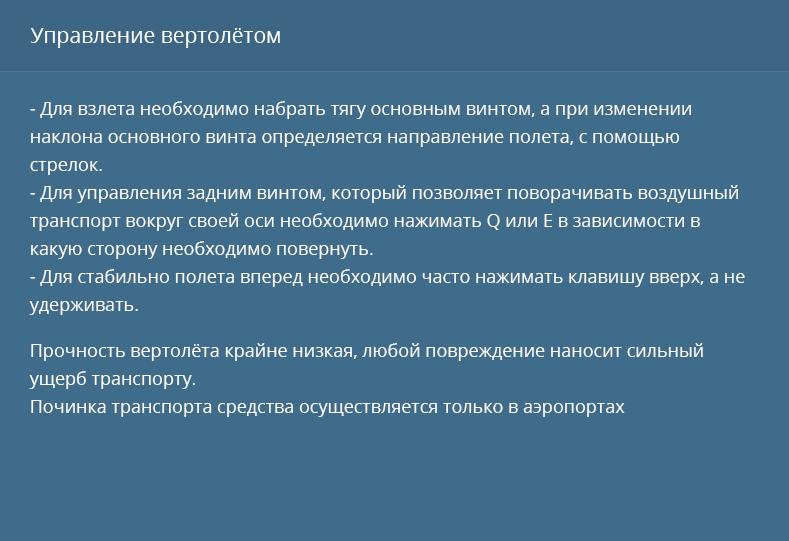 Управление вертолётом
- Для взлета необходимо набрать тягу основным винтом, а при изменении
наклона основного винта определяется направление полета, с помощью
стрелок.
- Для управления задним винтом, который позволяет поворачивать воздушный
транспорт вокруг своей оси необходимо нажимать Q или E в зависимости в
какую сторону необходимо повернуть.
- Для стабильно полета вперед необходимо часто нажимать клавишу вверх, а не
удерживать.
Прочность вертолёта крайне низкая, любой повреждение наносит сильный
ущерб транспорту.
Починка транспорта средства осуществляется только в аэропортах